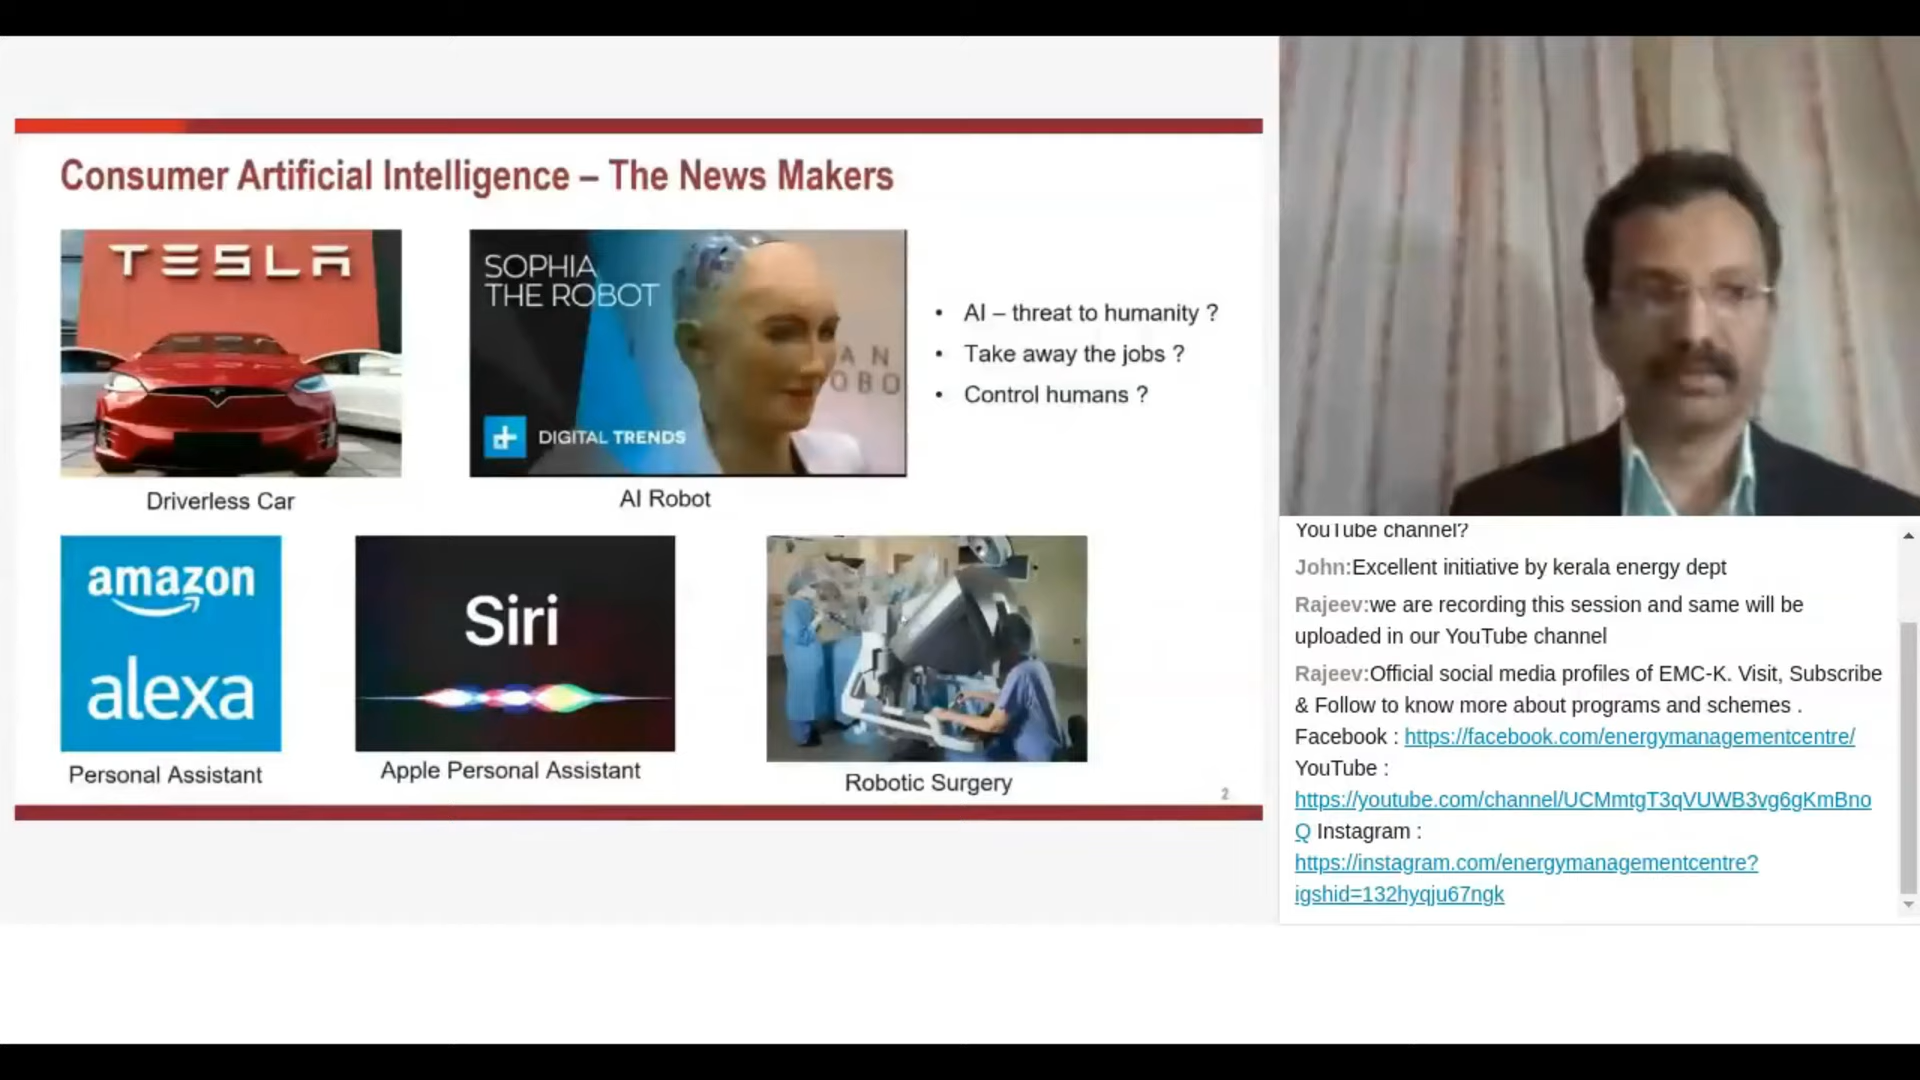 Consumer Artificial Intelligence – The News Makers
TESLA
SOPHIA
THE ROBOT
AN
OBO
DIGITAL TRENDS
• AI – threat to humanity ?
• Take away the jobs ?
• Control humans ?
Driverless Car
AI Robot
amazon
alexa
Siri
Personal Assistant
Apple Personal Assistant
Robotic Surgery
2
YouTube channel?
John:Excellent initiative by kerala energy dept
Rajeev:we are recording this session and same will be
uploaded in our YouTube channel
Rajeev:Official social media profiles of EMC-K. Visit, Subscribe
& Follow to know more about programs and schemes .
Facebook : https://facebook.com/energymanagementcentre/
YouTube :
https://youtube.com/channel/UCMmtgT3qVUWB3vg6gKmBno
Q Instagram :
https://instagram.com/energymanagementcentre?
igshid=132hyqju67ngk